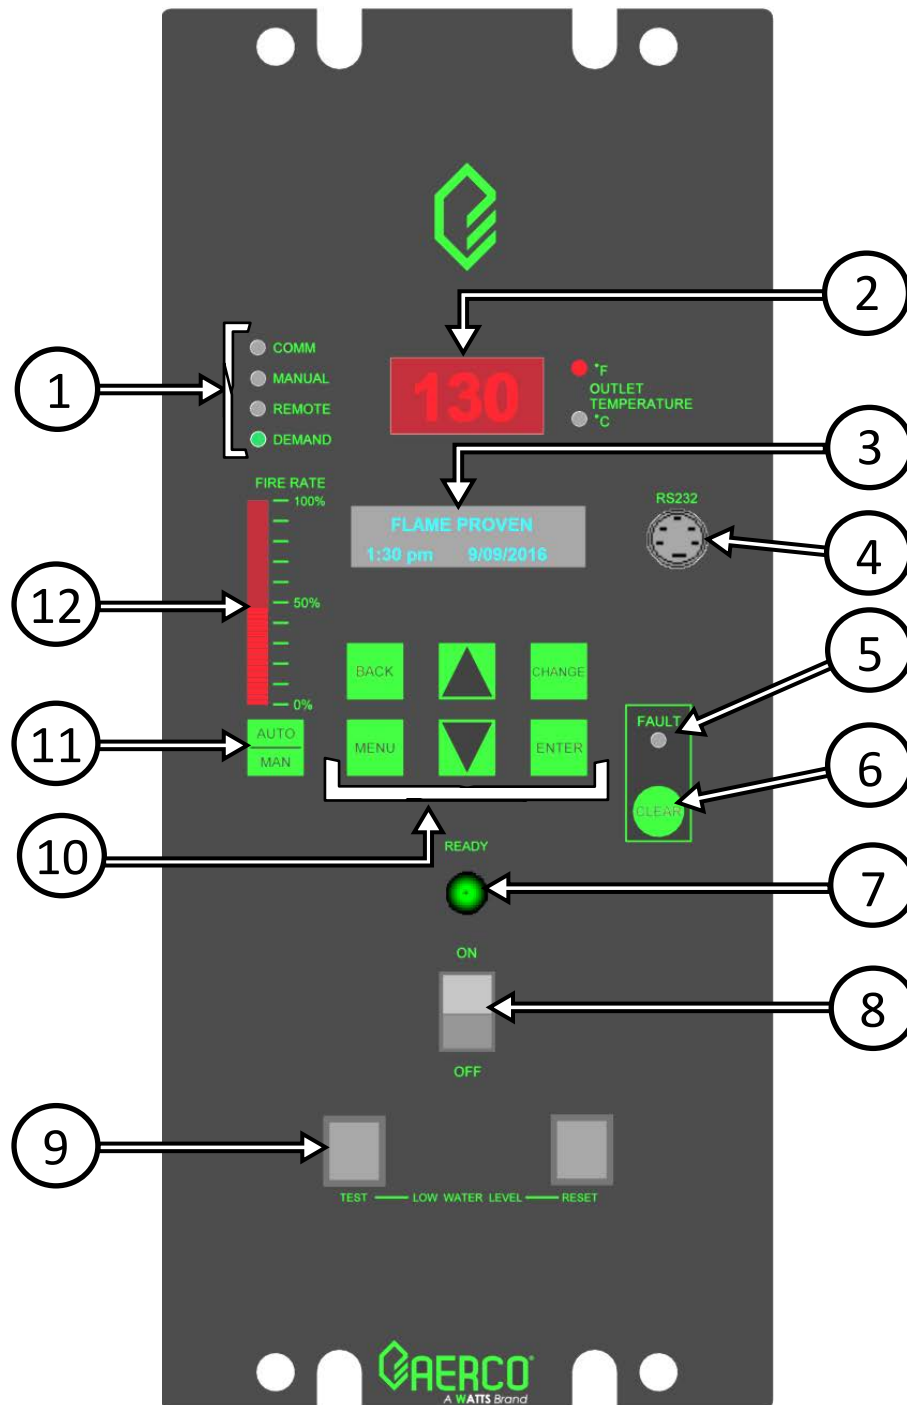 2
COMM
1
MANUAL
REMOTE
DEMAND
130
°F
OUTLET
TEMPERATURE
°C
3
FIRE RATE
100%
RS232
FLAME PROVEN
1:30 pm 9/09/2016
4
12
50%
5
BACK
CHANGE
0%
FAULT
11
AUTO
MAN
MENU
ENTER
6
CLEAR
10
READY
7
ON
8
OFF
9
TEST LOW WATER LEVEL RESET
AERCO®
A WATTS Brand